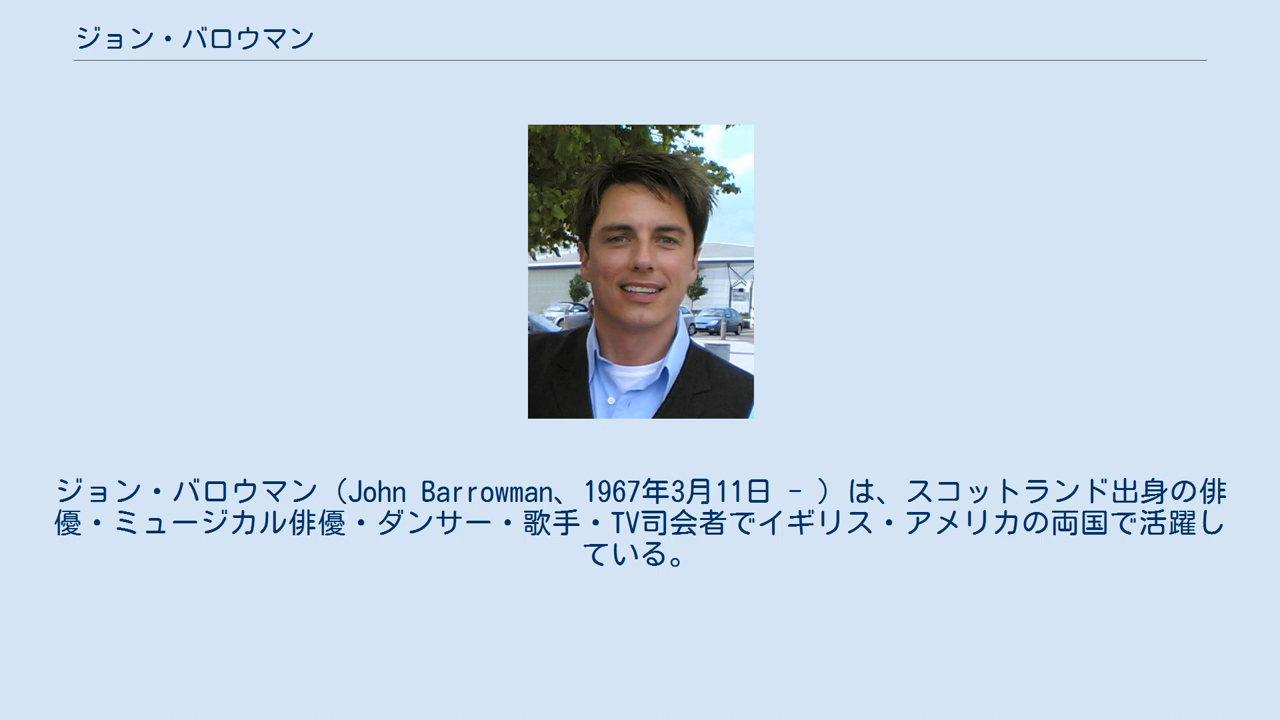 ジョン・バロウマン
ジョン・バロウマン（John Barrowman、1967年3月11日 - ）は、スコットランド出身の俳
優・ミュージカル俳優・ダンサー・歌手・TV司会者でイギリス・アメリカの両国で活躍し
ている。